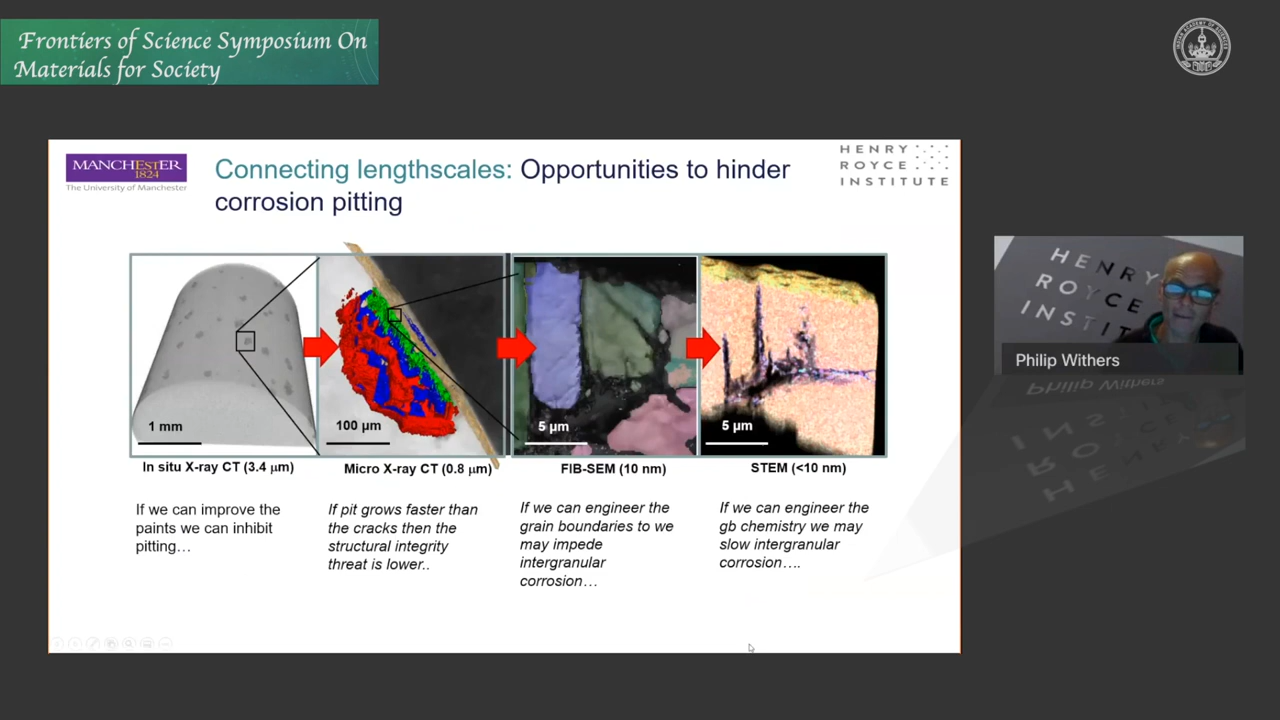 Frontiers of Science Symposium On
Materials for Society
MANCHESTER
1824
The University of Manchester
Connecting lengthscales: Opportunities to hinder
corrosion pitting
HENRY
ROYCE
INSTITUTE
1 mm
100 µm
5 µm
5 µm
In situ X-ray CT (3.4 µm)
Micro X-ray CT (0.8 µm)
FIB-SEM (10 nm)
STEM (<10 nm)
If we can improve the
paints we can inhibit
pitting…
If pit grows faster than
the cracks then the
structural integrity
threat is lower..
If we can engineer the
grain boundaries to we
may impede
intergranular
corrosion…
If we can engineer the
gb chemistry we may
slow intergranular
corrosion….
HENRY
ROYCE
INSTIT
Philip Withers